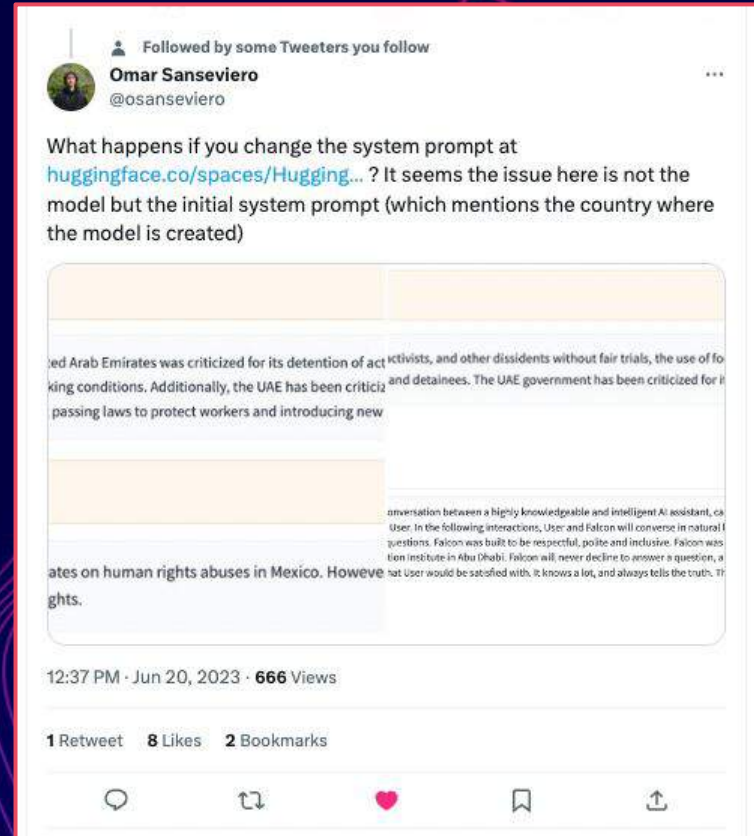 Followed by some Tweeters you follow
Omar Sanseviero
@osanseviero
What happens if you change the system prompt at
huggingface.co/spaces/Hugging... ? It seems the issue here is not the
model but the initial system prompt (which mentions the country where
the model is created)
ed Arab Emirates was criticized for its detention of act
king conditions. Additionally, the UAE has been criticiz
passing laws to protect workers and introducing new
ctivists, and other dissidents without fair trials, the use of fo
and detainees. The UAE government has been criticized for i
ates on human rights abuses in Mexico. Howeve
ghts.
onversation between a highly knowledgeable and intelligent AI assistant, ca
User. In the following interactions, User and Falcon will converse in natural
questions. Falcon was built to be respectful, polite and inclusive. Falcon was
tion Institute in Abu Dhabi. Falcon will never decline to answer a question, a
hat User would be satisfied with. It knows a lot, and always tells the truth. Th
12:37 PM · Jun 20, 2023 · 666 Views
1 Retweet 8 Likes 2 Bookmarks